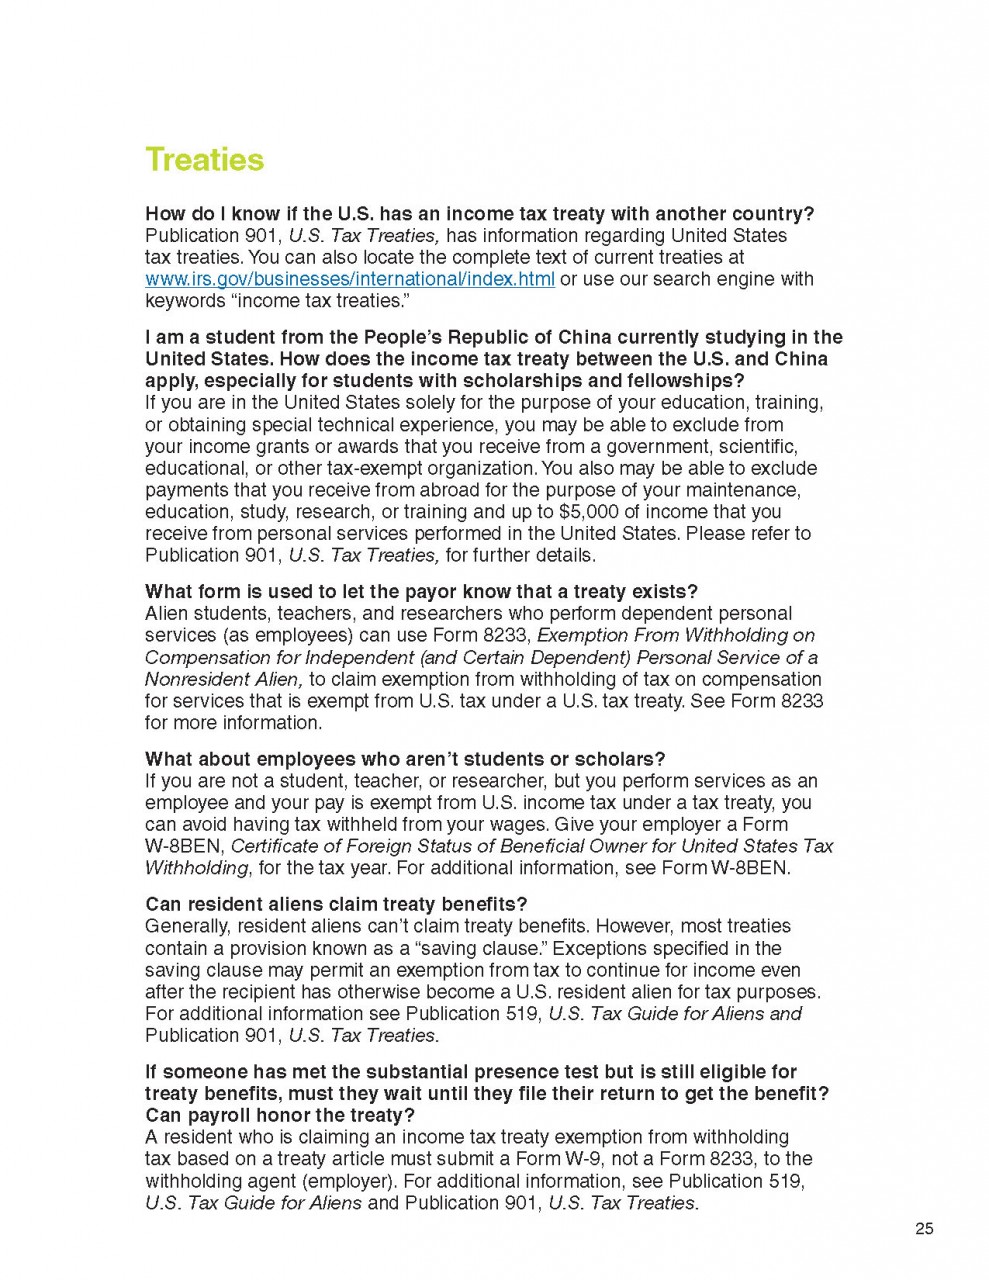 Treaties
How do I know if the U.S. has an income tax treaty with another country?
Publication 901, U.S. Tax Treaties, has information regarding United States
tax treaties. You can also locate the complete text of current treaties at
www.irs.gov/businesses/international/index.html or use our search engine with
keywords “income tax treaties.”
I am a student from the People’s Republic of China currently studying in the
United States. How does the income tax treaty between the U.S. and China
apply, especially for students with scholarships and fellowships?
If you are in the United States solely for the purpose of your education, training,
or obtaining special technical experience, you may be able to exclude from
your income grants or awards that you receive from a government, scientific,
educational, or other tax-exempt organization. You also may be able to exclude
payments that you receive from abroad for the purpose of your maintenance,
education, study, research, or training and up to $5,000 of income that you
receive from personal services performed in the United States. Please refer to
Publication 901, U.S. Tax Treaties, for further details.
What form is used to let the payor know that a treaty exists?
Alien students, teachers, and researchers who perform dependent personal
services (as employees) can use Form 8233, Exemption From Withholding on
Compensation for Independent (and Certain Dependent) Personal Service of a
Nonresident Alien, to claim exemption from withholding of tax on compensation
for services that is exempt from U.S. tax under a U.S. tax treaty. See Form 8233
for more information.
What about employees who aren’t students or scholars?
If you are not a student, teacher, or researcher, but you perform services as an
employee and your pay is exempt from U.S. income tax under a tax treaty, you
can avoid having tax withheld from your wages. Give your employer a Form
W-8BEN, Certificate of Foreign Status of Beneficial Owner for United States Tax
Withholding, for the tax year. For additional information, see Form W-8BEN.
Can resident aliens claim treaty benefits?
Generally, resident aliens can’t claim treaty benefits. However, most treaties
contain a provision known as a “saving clause.” Exceptions specified in the
saving clause may permit an exemption from tax to continue for income even
after the recipient has otherwise become a U.S. resident alien for tax purposes.
For additional information see Publication 519, U.S. Tax Guide for Aliens and
Publication 901, U.S. Tax Treaties.
If someone has met the substantial presence test but is still eligible for
treaty benefits, must they wait until they file their return to get the benefit?
Can payroll honor the treaty?
A resident who is claiming an income tax treaty exemption from withholding
tax based on a treaty article must submit a Form W-9, not a Form 8233, to the
withholding agent (employer). For additional information, see Publication 519,
U.S. Tax Guide for Aliens and Publication 901, U.S. Tax Treaties.
25